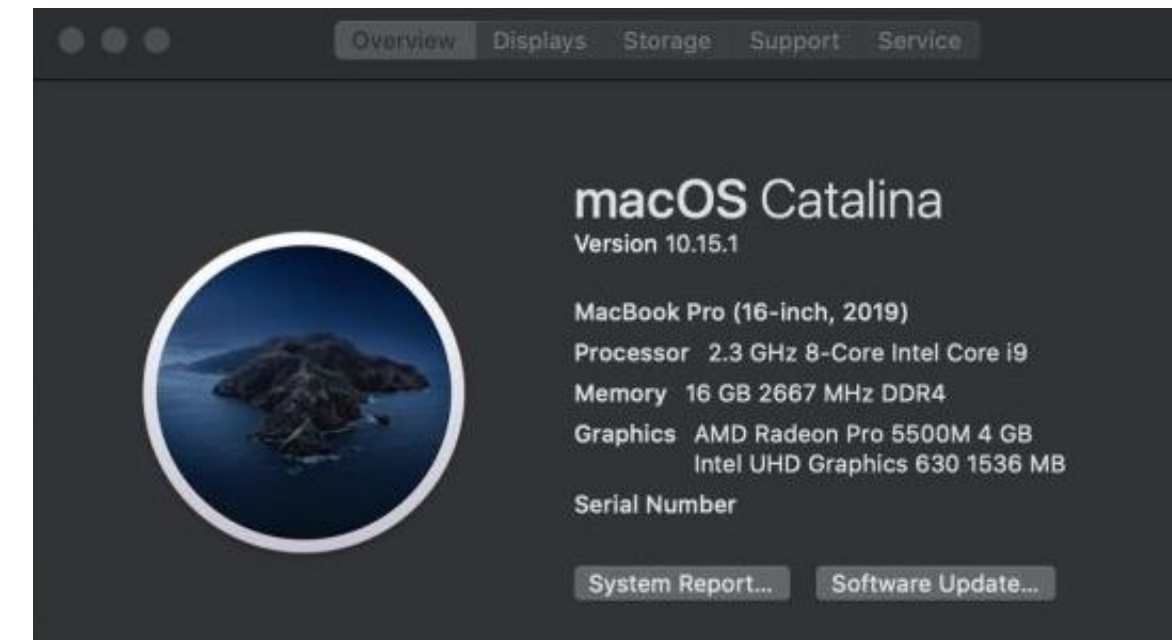 Overview Displays Storage Support Service
macOS Catalina
Version 10.15.1
MacBook Pro (16-inch, 2019)
Processor 2.3 GHz 8-Core Intel Core i9
Memory 16 GB 2667 MHz DDR4
Graphics AMD Radeon Pro 5500M 4 GB
Intel UHD Graphics 630 1536 MB
Serial Number
System Report... Software Update...